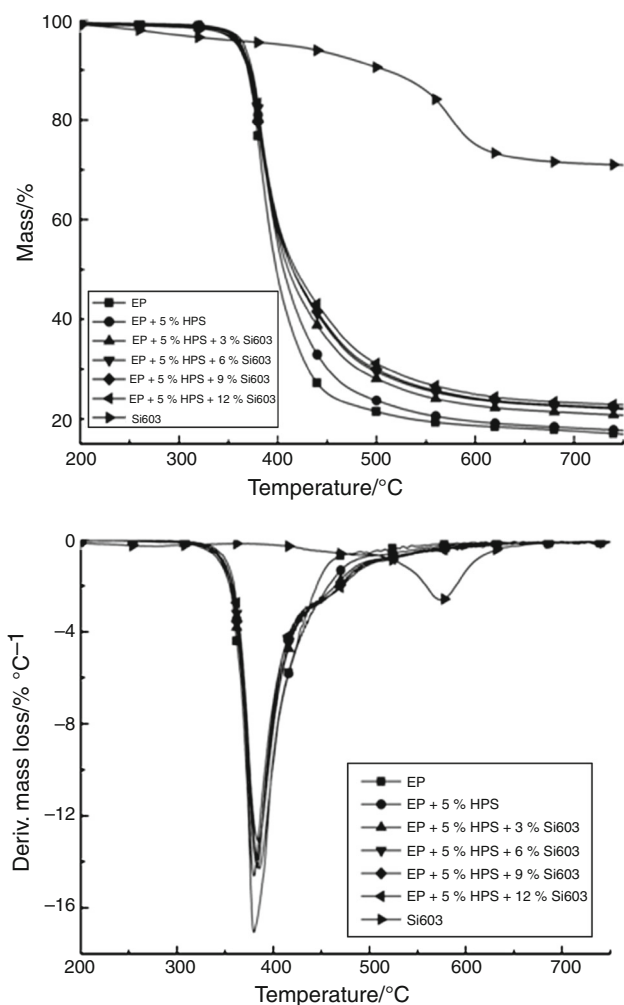 100
80
60
40
20
Mass/%
EP
EP + 5 % HPS
EP + 5 % HPS + 3 % Si603
EP + 5 % HPS + 6 % Si603
EP + 5 % HPS + 9 % Si603
EP + 5 % HPS + 12 % Si603
Si603
200 300 400 500 600 700
Temperature/°C
0
−4
−8
−12
−16
Deriv. mass loss/% °C−1
EP
EP + 5 % HPS
EP + 5 % HPS + 3 % Si603
EP + 5 % HPS + 6 % Si603
EP + 5 % HPS + 9 % Si603
EP + 5 % HPS + 12 % Si603
Si603
200 300 400 500 600 700
Temperature/°C